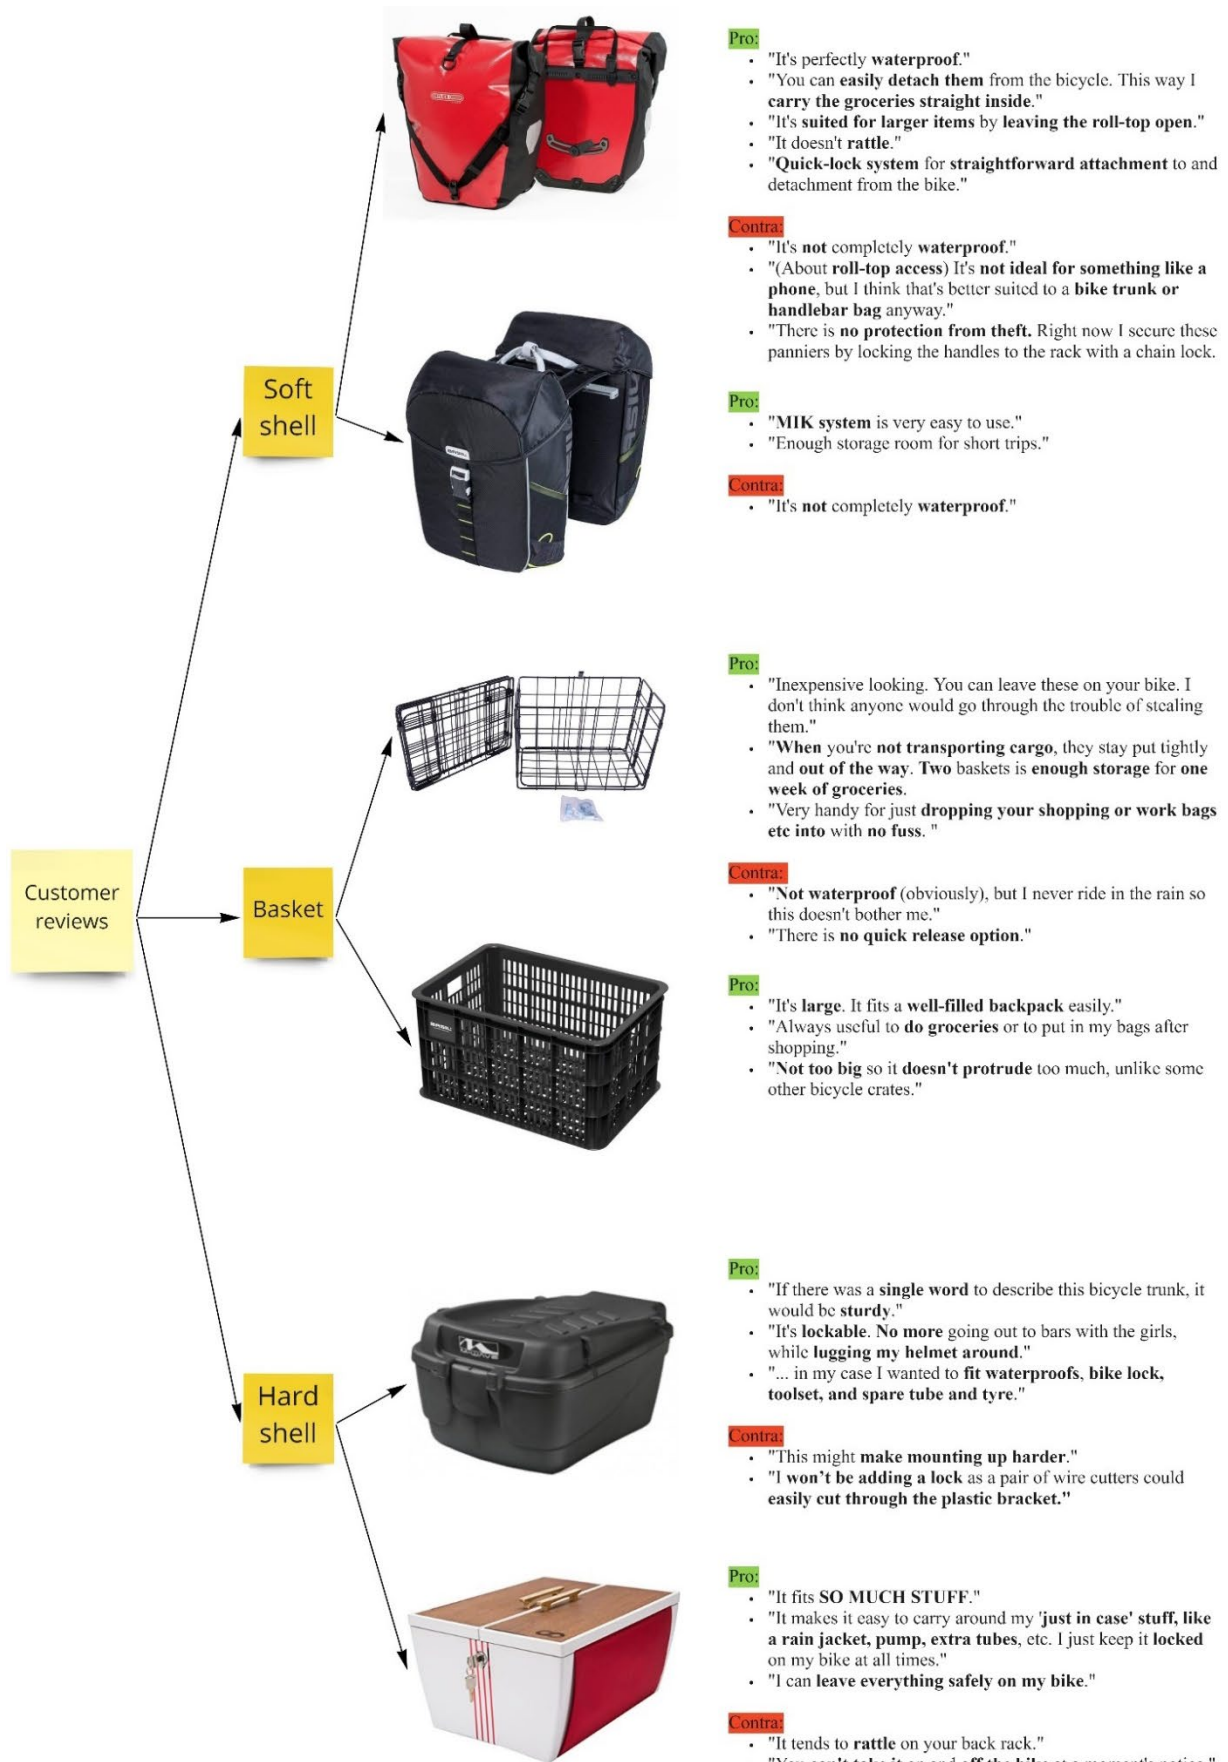 Pro:
• "It's perfectly waterproof."
• "You can easily detach them from the bicycle. This way I
carry the groceries straight inside."
• "It's suited for larger items by leaving the roll-top open."
• "It doesn't rattle."
• "Quick-lock system for straightforward attachment to and
detachment from the bike."
Contra:
• "It's not completely waterproof."
• "(About roll-top access) It's not ideal for something like a
phone, but I think that's better suited to a bike trunk or
handlebar bag anyway."
• "There is no protection from theft. Right now I secure these
panniers by locking the handles to the rack with a chain lock.
Soft
shell
Pro:
• "MIK system is very easy to use."
• "Enough storage room for short trips."
Contra:
• "It's not completely waterproof."
Pro:
• "Inexpensive looking. You can leave these on your bike. I
don't think anyone would go through the trouble of stealing
them."
• "When you're not transporting cargo, they stay put tightly
and out of the way. Two baskets is enough storage for one
week of groceries.
• "Very handy for just dropping your shopping or work bags
etc into with no fuss. "
Contra:
• "Not waterproof (obviously), but I never ride in the rain so
this doesn't bother me."
• "There is no quick release option."
Customer
reviews
Basket
Pro:
• "It's large. It fits a well-filled backpack easily."
• "Always useful to do groceries or to put in my bags after
shopping."
• "Not too big so it doesn't protrude too much, unlike some
other bicycle crates."
Pro:
• "If there was a single word to describe this bicycle trunk, it
would be sturdy."
• "It's lockable. No more going out to bars with the girls,
while lugging my helmet around."
• "... in my case I wanted to fit waterproofs, bike lock,
toolset, and spare tube and tyre."
Hard
shell
Contra:
• "This might make mounting up harder."
• "I won't be adding a lock as a pair of wire cutters could
easily cut through the plastic bracket."
Pro:
• "It fits SO MUCH STUFF."
• "It makes it easy to carry around my 'just in case' stuff, like
a rain jacket, pump, extra tubes, etc. I just keep it locked
on my bike at all times."
• "I can leave everything safely on my bike."
Contra:
• "It tends to rattle on your back rack."
• "You can't take it on and off the bike at a moment's notice."